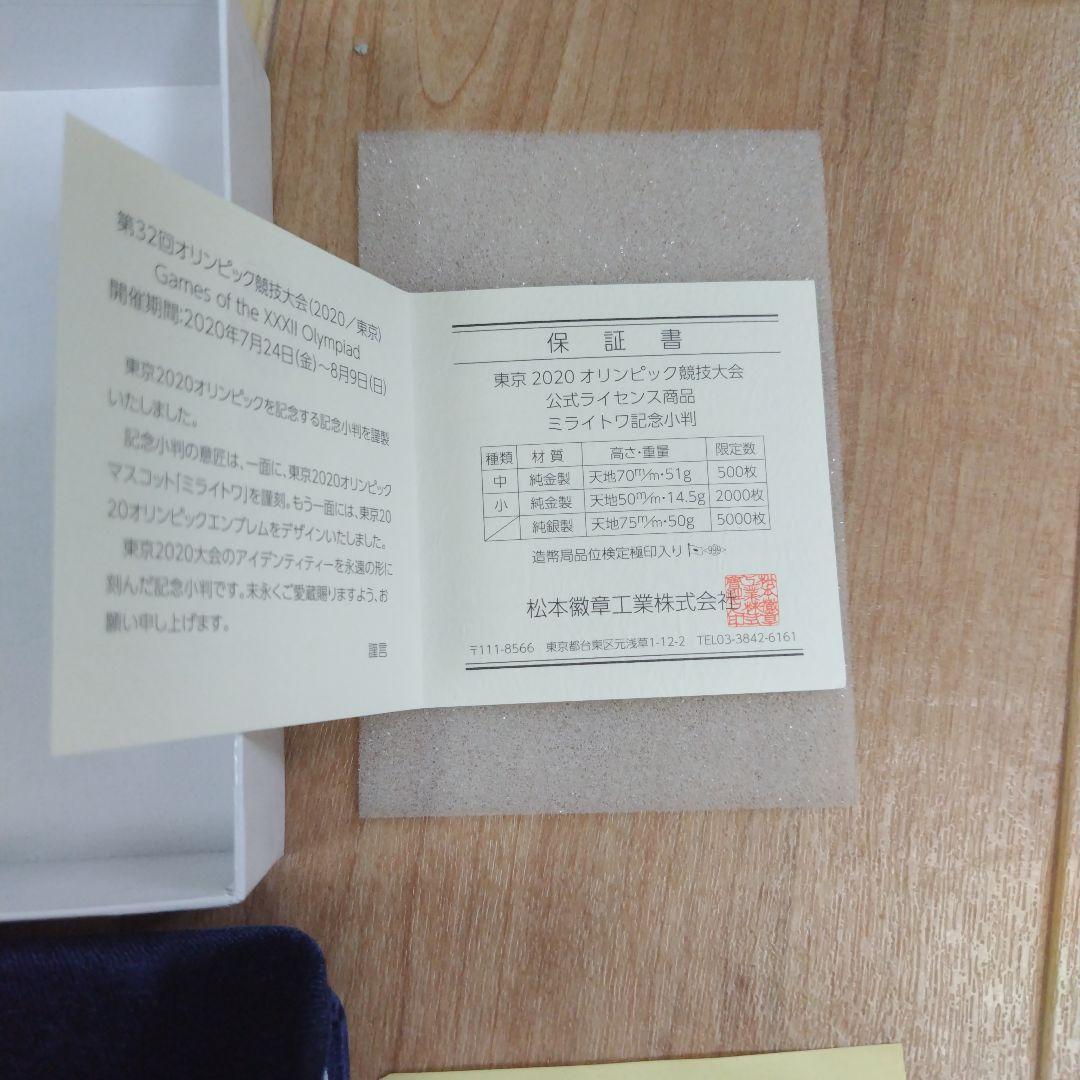 第32回オリンピック競技大会(2020／東京)
Games of the XXXII Olympiad
開催期間:2020年7月24日(金)～8月9日(日)
東京2020オリンピックを記念する記念小判を謹製
いたしました。
記念小判の意匠は、一面に、東京2020オリンピック
マスコット｢ミライトワ｣を謹刻。もう一面には、東京20
20オリンピックエンブレムをデザインいたしました。
東京2020大会のアイデンティティーを永遠の形に
刻んだ記念小判です。末永くご愛蔵賜りますよう、お
願い申し上げます。
謹言
保証書
東京 2020 オリンピック競技大会
公式ライセンス商品
ミライトワ記念小判
種類 材質 高さ・重量 限定数
中 純金製 天地70m/m・51g 500枚
小 純金製 天地50m/m・14.5g 2000枚
純銀製 天地75m/m・50g 5000枚
造幣局品位検定極印入り <999>
松本徽章工業株式会社
〒111-8566 東京都台東区元浅草1-12-2 TEL03-3842-6161